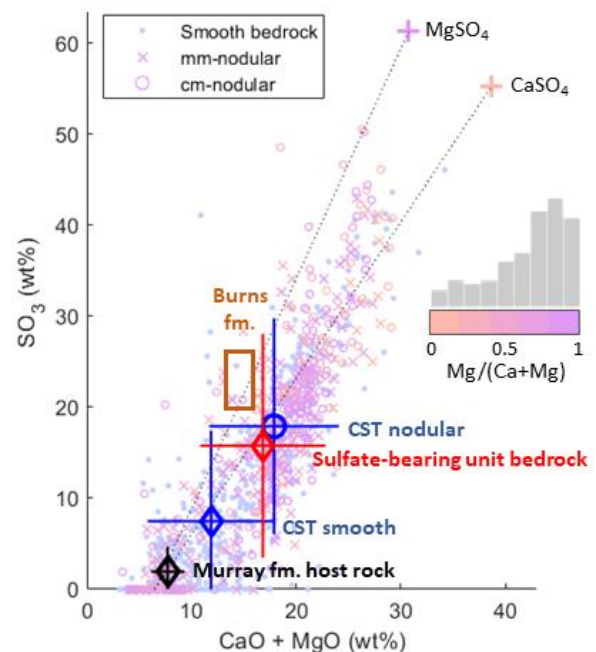 60
50
40
30
20
10
0
SO3 (wt%)
Smooth bedrock
mm-nodular
cm-nodular
MgSO4
CaSO4
Burns
fm.
0 0.5 1
Mg/(Ca+Mg)
CST nodular
Sulfate-bearing unit bedrock
CST smooth
Murray fm. host rock
0 10 20 30 40
CaO + MgO (wt%)